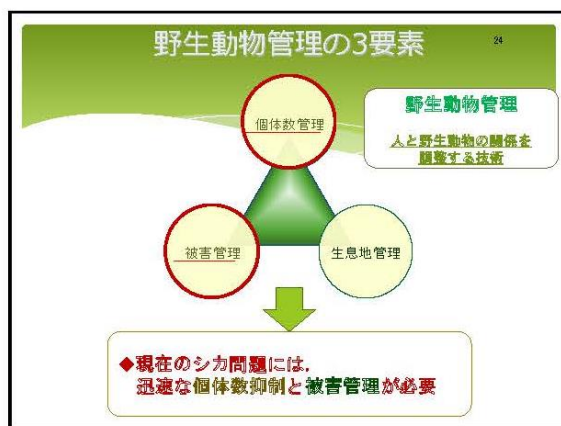 野生動物管理の3要素
24
個体数管理
野生動物管理
人と野生動物の関係を
調整する技術
被害管理
生息地管理
◆現在のシカ問題には,
迅速な個体数抑制と被害管理が必要